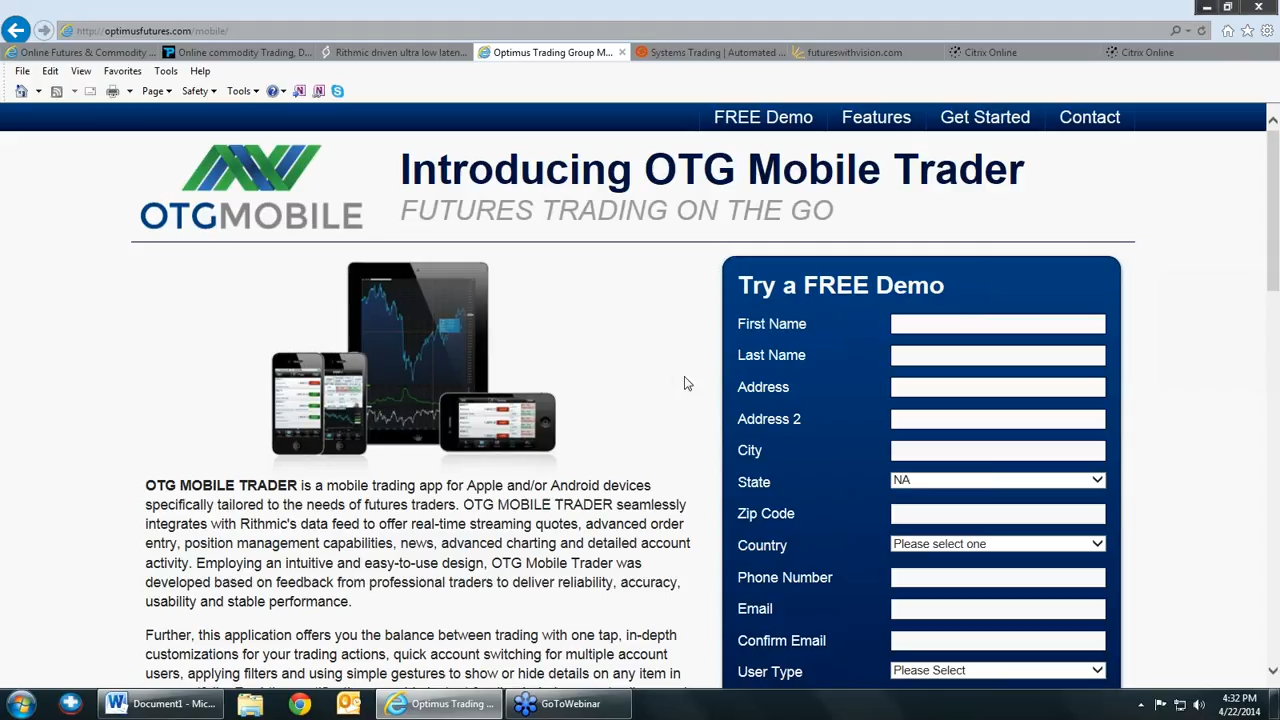 http://optimusfutures.com/mobile/
Online Futures & Commodity ...
Online commodity Trading, D...
Rithmic driven ultra low laten...
Optimus Trading Group M...
Systems Trading | Automated ...
futureswithvision.com
Citrix Online
Citrix Online
File Edit View Favorites Tools Help
Page Safety Tools
FREE Demo Features Get Started Contact
OTGMOBILE
Introducing OTG Mobile Trader
FUTURES TRADING ON THE GO
OTG MOBILE TRADER is a mobile trading app for Apple and/or Android devices
specifically tailored to the needs of futures traders. OTG MOBILE TRADER seamlessly
integrates with Rithmic's data feed to offer real-time streaming quotes, advanced order
entry, position management capabilities, news, advanced charting and detailed account
activity. Employing an intuitive and easy-to-use design, OTG Mobile Trader was
developed based on feedback from professional traders to deliver reliability, accuracy,
usability and stable performance.
Further, this application offers you the balance between trading with one tap, in-depth
customizations for your trading actions, quick account switching for multiple account
users, applying filters and using simple gestures to show or hide details on any item in
Try a FREE Demo
First Name
Last Name
Address
Address 2
City
State NA
Zip Code
Country Please select one
Phone Number
Email
Confirm Email
User Type Please Select
Document1 - Mic...
Optimus Trading ...
GoToWebinar
4:32 PM
4/22/2014